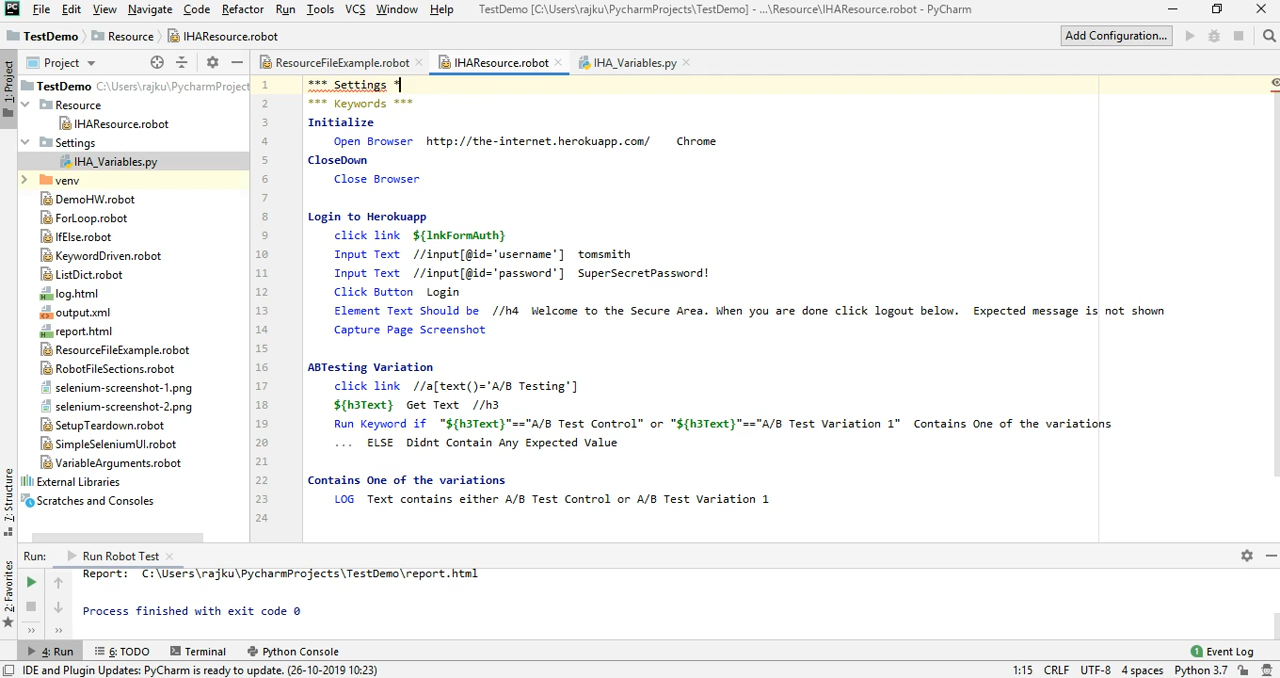 PC File Edit View Navigate Code Refactor Run Tools VCS Window Help TestDemo [C:\Users\rajku\PycharmProjects\TestDemo] - ...\Resource\IHAResource.robot - PyCharm
TestDemo Resource IHAResource.robot Add Configuration...
Project ResourceFileExample.robot IHAResource.robot IHA_Variables.py
1: Project
TestDemo C:\Users\rajku\PycharmProject
Resource
IHAResource.robot
Settings
IHA_Variables.py
venv
DemoHW.robot
ForLoop.robot
IfElse.robot
KeywordDriven.robot
ListDict.robot
log.html
output.xml
report.html
ResourceFileExample.robot
RobotFileSections.robot
selenium-screenshot-1.png
selenium-screenshot-2.png
SetupTeardown.robot
SimpleSeleniumUI.robot
VariableArguments.robot
External Libraries
Scratches and Consoles
1 *** Settings *
2 *** Keywords ***
3 Initialize
4 Open Browser http://the-internet.herokuapp.com/ Chrome
5 CloseDown
6 Close Browser
7
8 Login to Herokuapp
9 click link ${lnkFormAuth}
10 Input Text //input[@id='username'] tomsmith
11 Input Text //input[@id='password'] SuperSecretPassword!
12 Click Button Login
13 Element Text Should be //h4 Welcome to the Secure Area. When you are done click logout below. Expected message is not shown
14 Capture Page Screenshot
15
16 ABTesting Variation
17 click link //a[text()='A/B Testing']
18 ${h3Text} Get Text //h3
19 Run Keyword if "${h3Text}"=="A/B Test Control" or "${h3Text}"=="A/B Test Variation 1" Contains One of the variations
20 ... ELSE Didnt Contain Any Expected Value
21
22 Contains One of the variations
23 LOG Text contains either A/B Test Control or A/B Test Variation 1
24
7: Structure
2: Favorites
Run: Run Robot Test
Report: C:\Users\rajku\PycharmProjects\TestDemo\report.html
Process finished with exit code 0
4: Run 6: TODO Terminal Python Console 1 Event Log
IDE and Plugin Updates: PyCharm is ready to update. (26-10-2019 10:23) 1:15 CRLF UTF-8 4 spaces Python 3.7